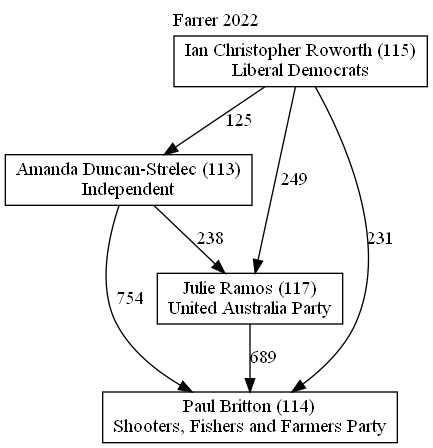 Farrer 2022
Ian Christopher Roworth (115)
Liberal Democrats
125
Amanda Duncan-Strelec (113)
Independent
249
238
231
754
Julie Ramos (117)
United Australia Party
689
Paul Britton (114)
Shooters, Fishers and Farmers Party